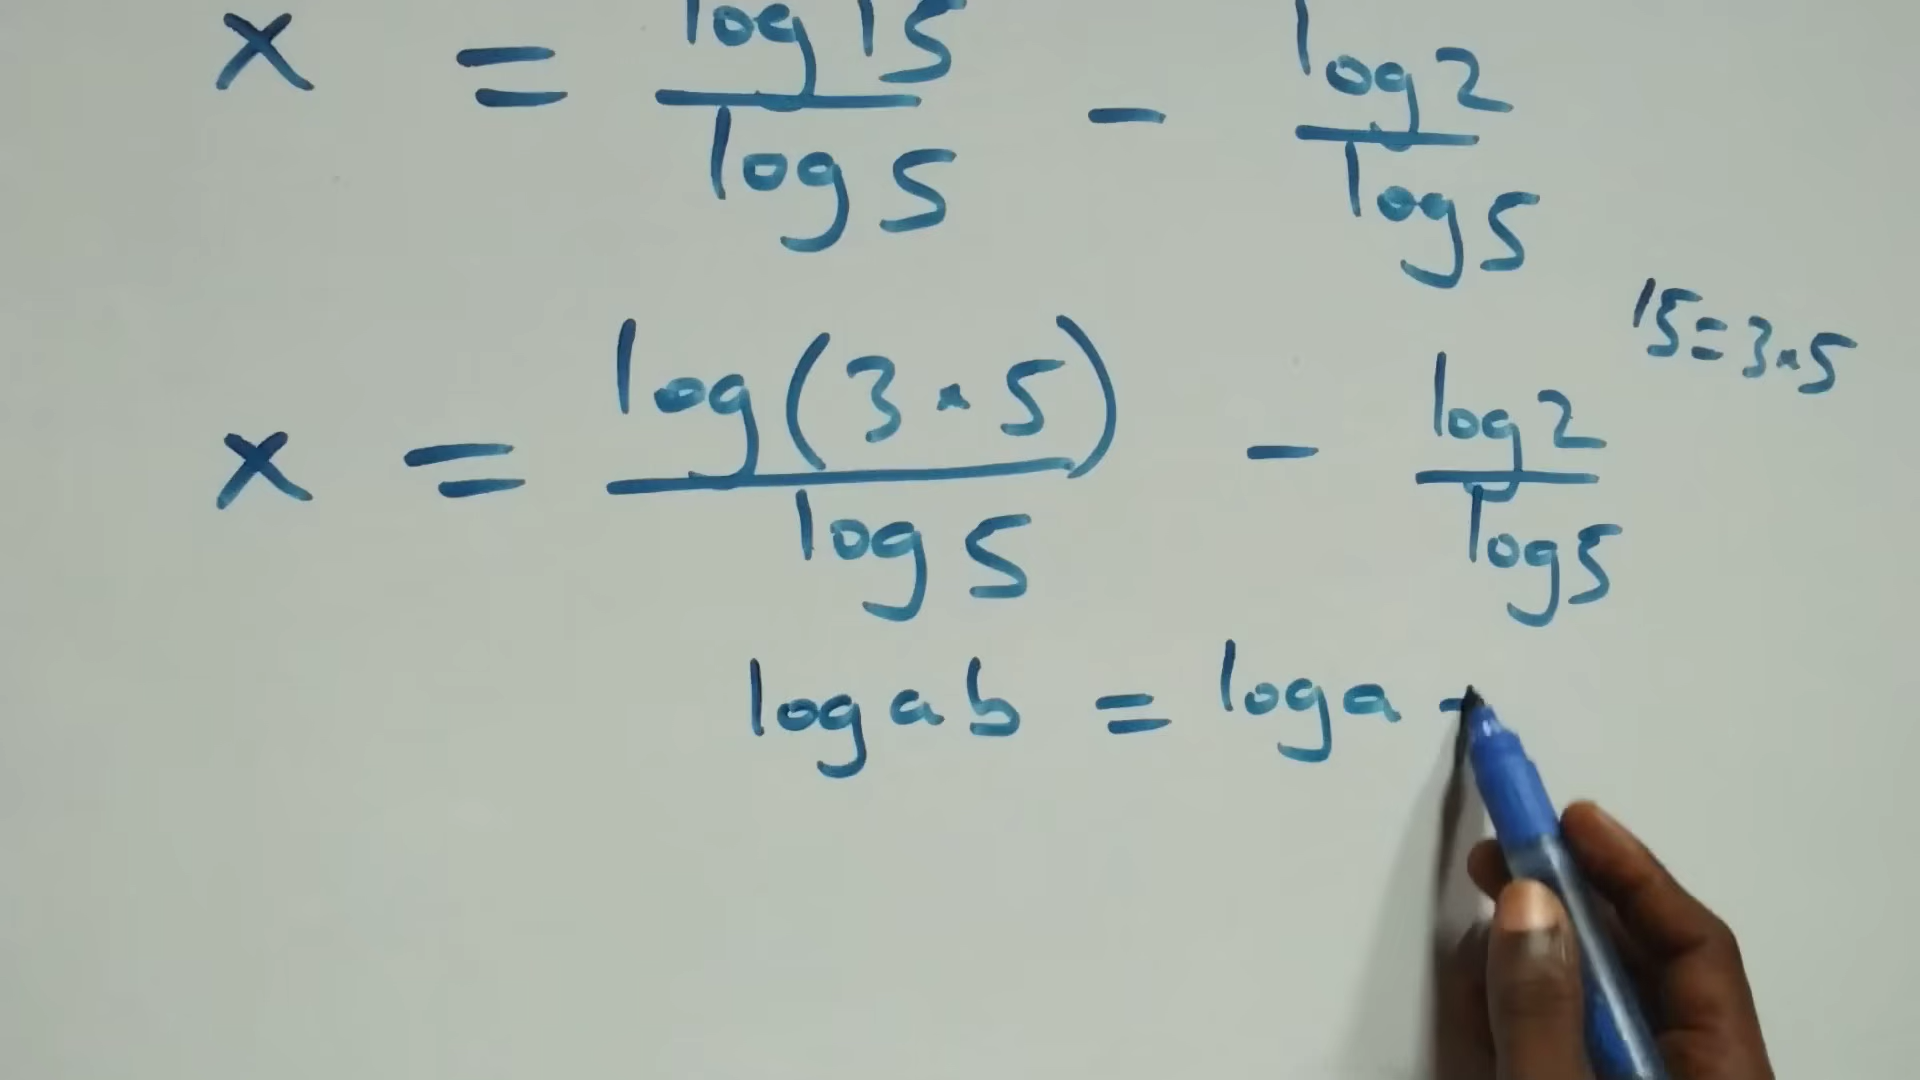 x = log 15 / log 5 - log 2 / log 5
15 = 3 × 5
x = log (3 × 5) / log 5 - log 2 / log 5
log a b = log a -